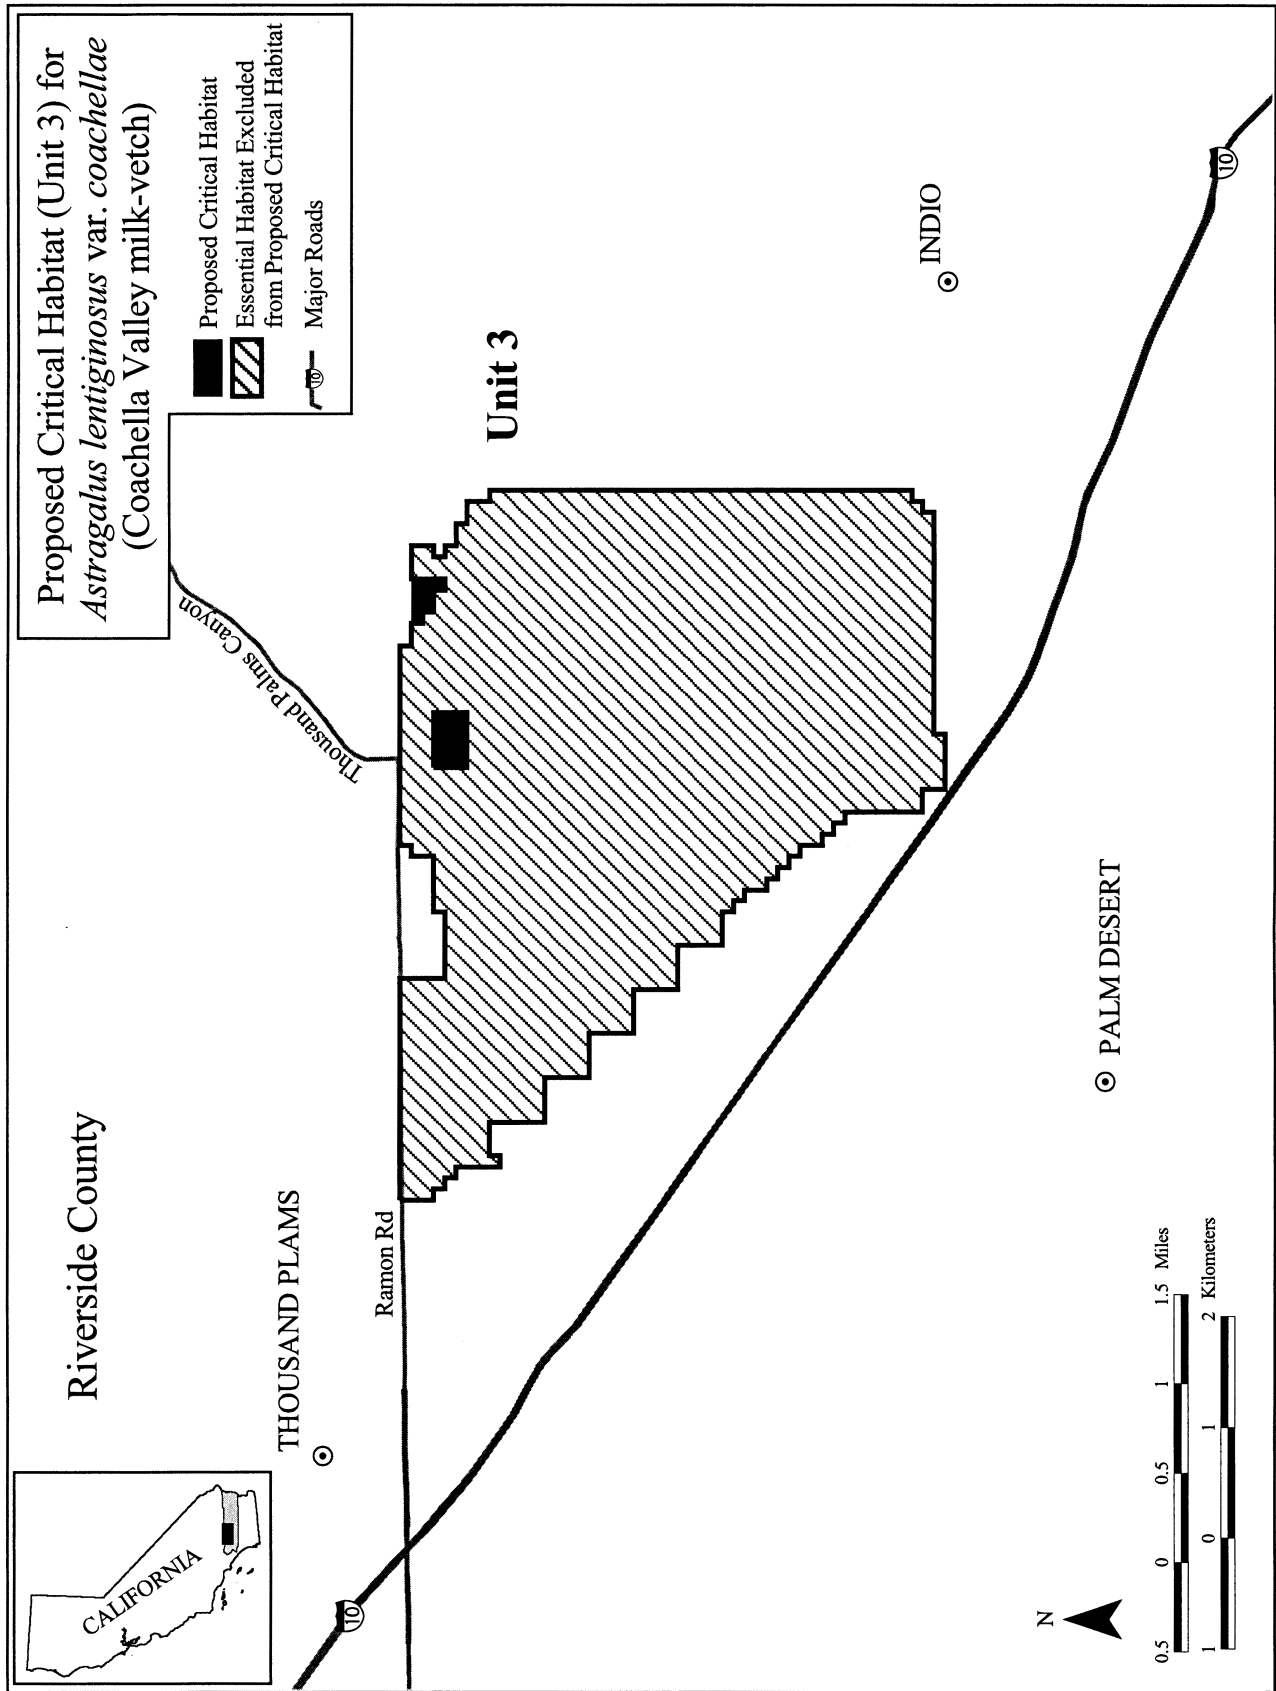 Proposed Critical Habitat (Unit 3) for
Astragalus lentiginosus var. coachellae
(Coachella Valley milk-vetch)
Proposed Critical Habitat
Essential Habitat Excluded
from Proposed Critical Habitat
10
Major Roads
CALIFORNIA
Riverside County
THOUSAND PLAMS
10
Ramon Rd
Thousand Palms Canyon
Unit 3
INDIO
10
PALM DESERT
N
0.5 0 0.5 1 1.5 Miles
1 0 1 2 Kilometers